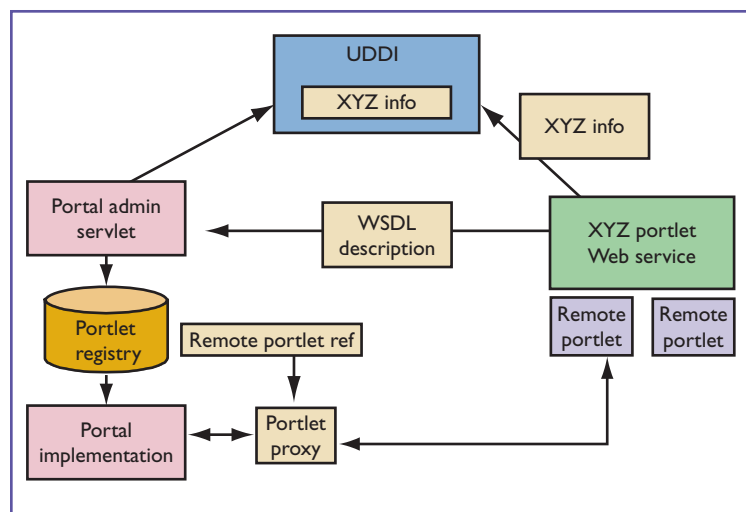 UDDI
XYZ info
XYZ info
Portal admin
servlet
WSDL
description
XYZ portlet
Web service
Portlet
registry
Remote portlet ref
Remote
portlet
Remote
portlet
Portal
implementation
Portlet
proxy